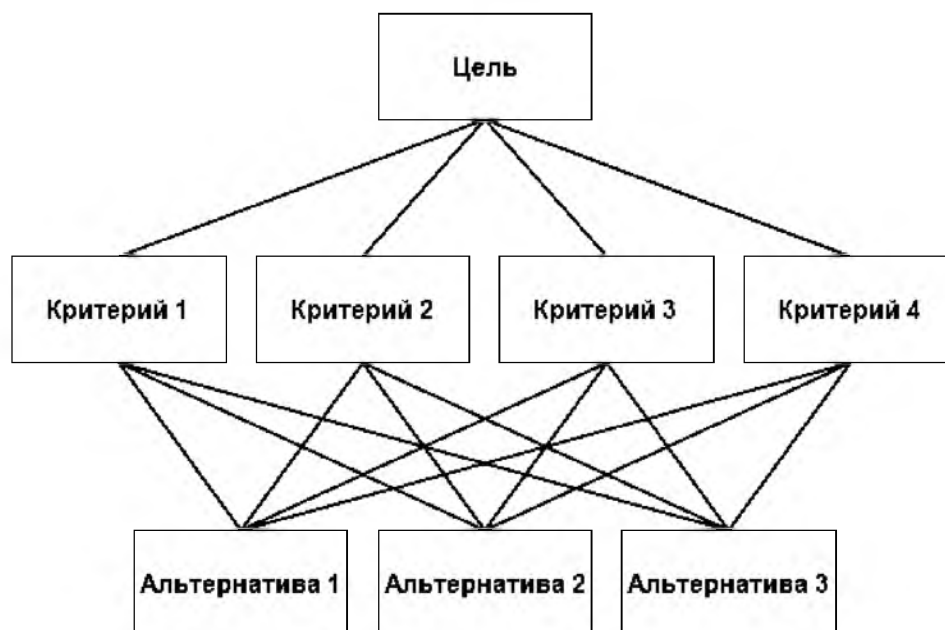 Цель
Критерий 1
Критерий 2
Критерий 3
Критерий 4
Альтернатива 1
Альтернатива 2
Альтернатива 3